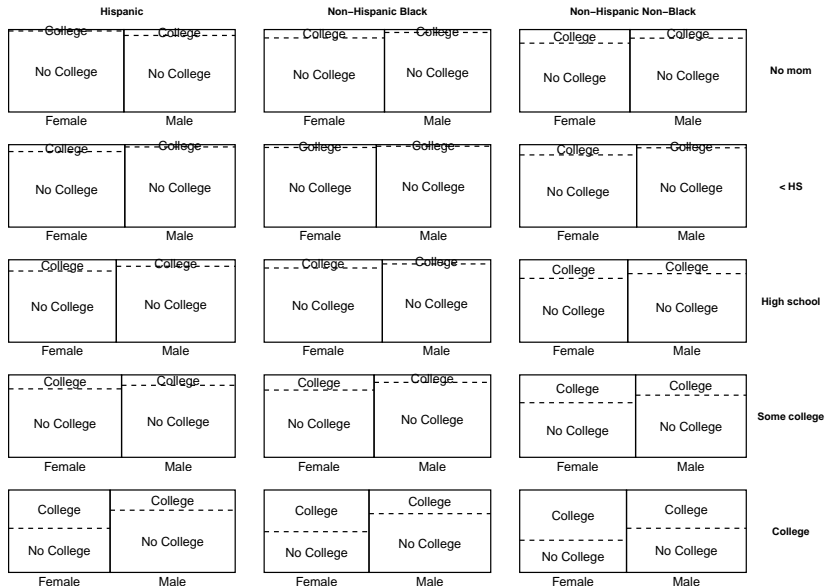 Hispanic Non−Hispanic Black Non−Hispanic Non−Black
College College College College College College
No College No College No College No College No College No College
No mom
Female Male Female Male Female Male
College College College College College College
No College No College No College No College No College No College
< HS
Female Male Female Male Female Male
College College College College College College
No College No College No College No College No College No College
High school
Female Male Female Male Female Male
College College College College College College
No College No College No College No College No College No College
Some college
Female Male Female Male Female Male
College College College College College College
No College No College No College No College No College No College
College
Female Male Female Male Female Male